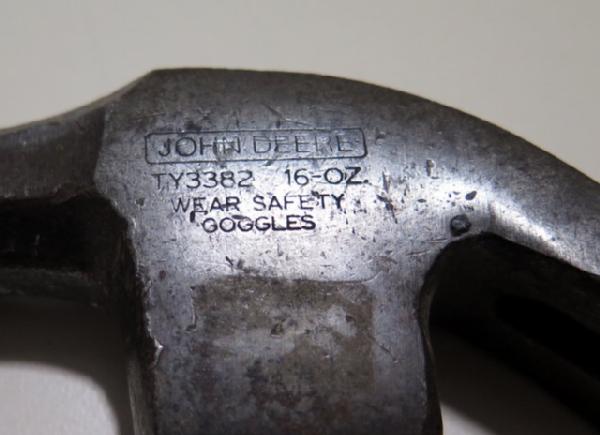 JOHN DEERE
TY3382 16-OZ.
WEAR SAFETY
GOGGLES